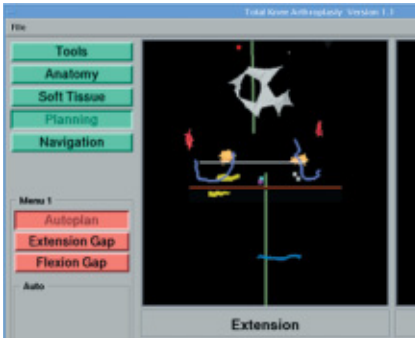 Total Knee Arthroplasty Version 1.1
File
Tools
Anatomy
Soft Tissue
Planning
Navigation
Menu 1
Autoplan
Extension Gap
Flexion Gap
Auto
Extension